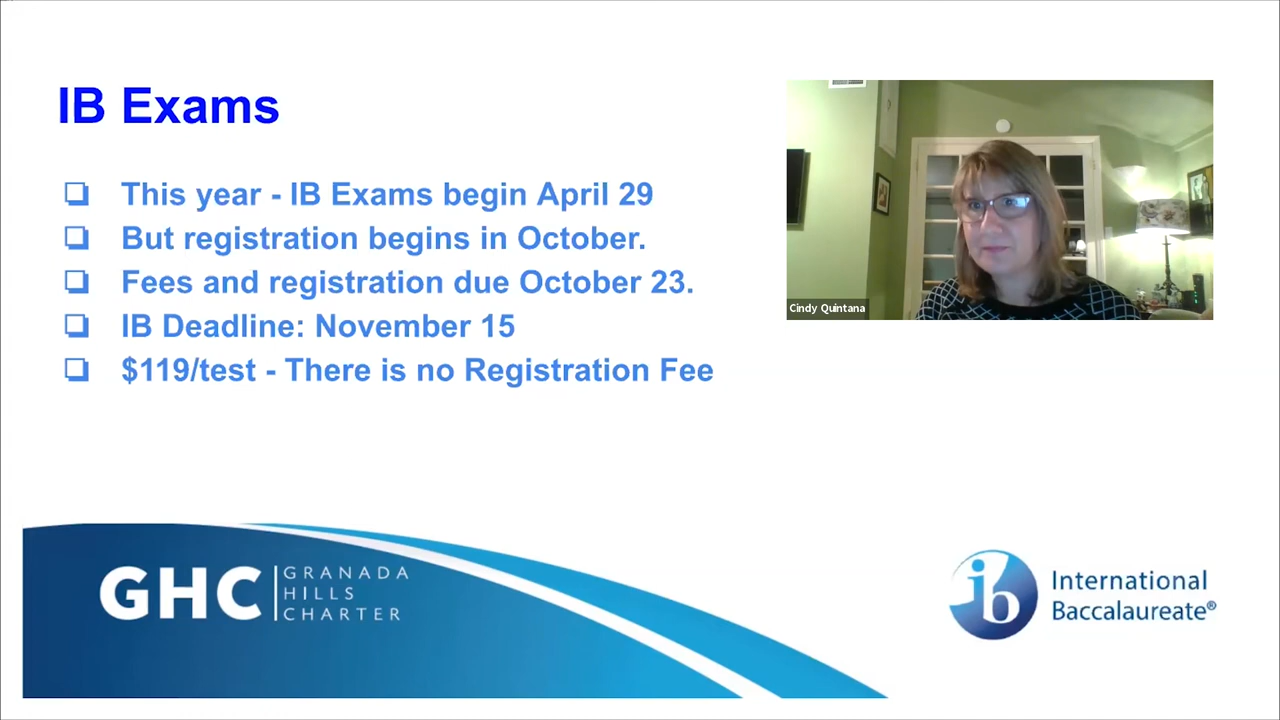 IB Exams
This year - IB Exams begin April 29
But registration begins in October.
Fees and registration due October 23.
IB Deadline: November 15
$119/test - There is no Registration Fee
Cindy Quintana
GHC
GRANADA
HILLS
CHARTER
ib
International
Baccalaureate®